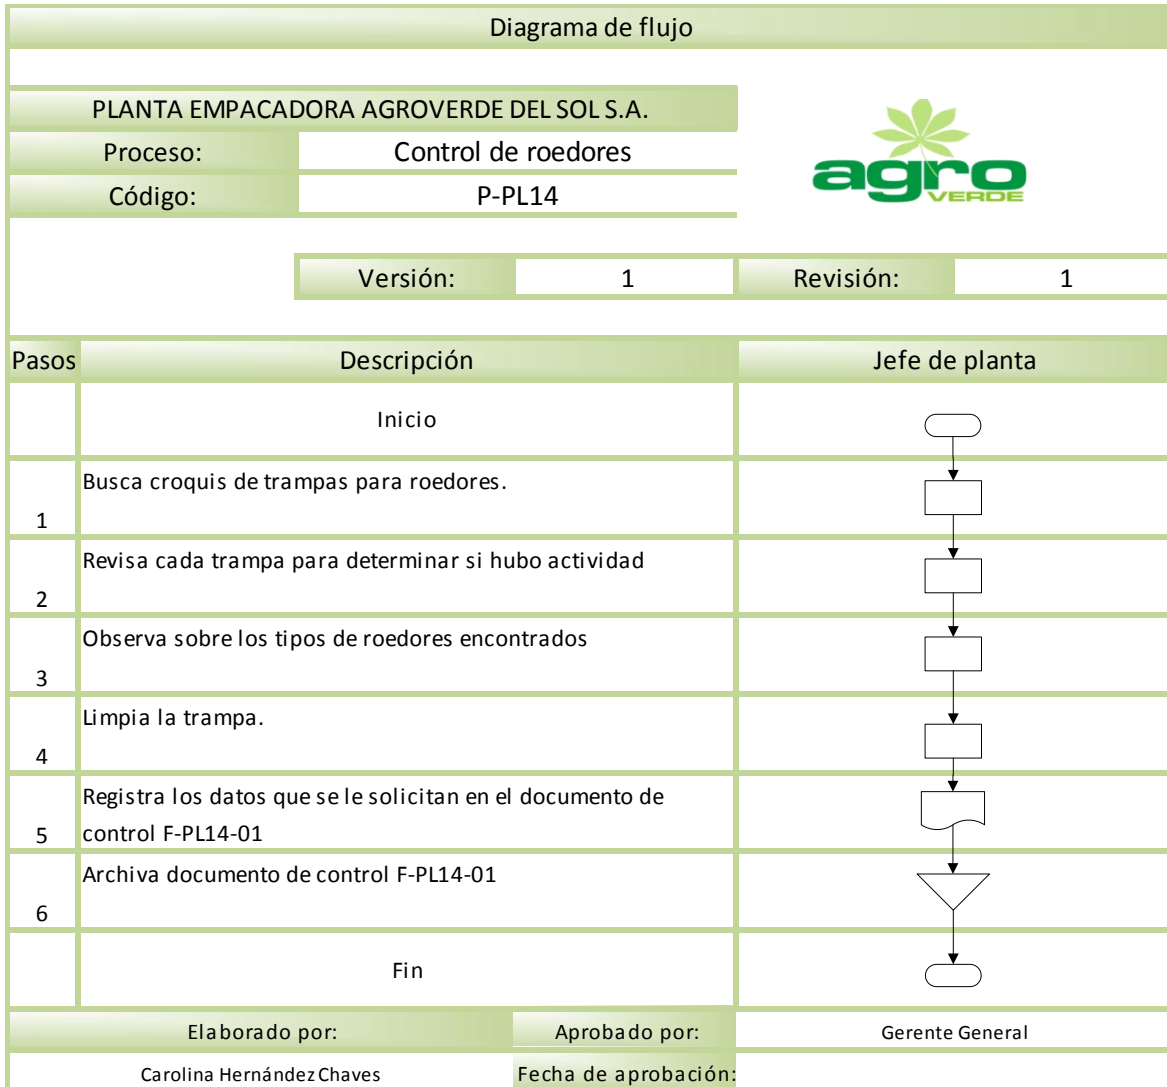 Diagrama de flujo
PLANTA EMPACADORA AGROVERDE DEL SOL S.A.
Proceso: Control de roedores
Código: P-PL14
agro
VERDE
Versión: 1 Revisión: 1
Pasos Descripción Jefe de planta
Inicio
Busca croquis de trampas para roedores.
1
Revisa cada trampa para determinar si hubo actividad
2
Observa sobre los tipos de roedores encontrados
3
Limpia la trampa.
4
Registra los datos que se le solicitan en el documento de
5 control F-PL14-01
Archiva documento de control F-PL14-01
6
Fin
Elaborado por: Aprobado por: Gerente General
Carolina Hernández Chaves Fecha de aprobación: